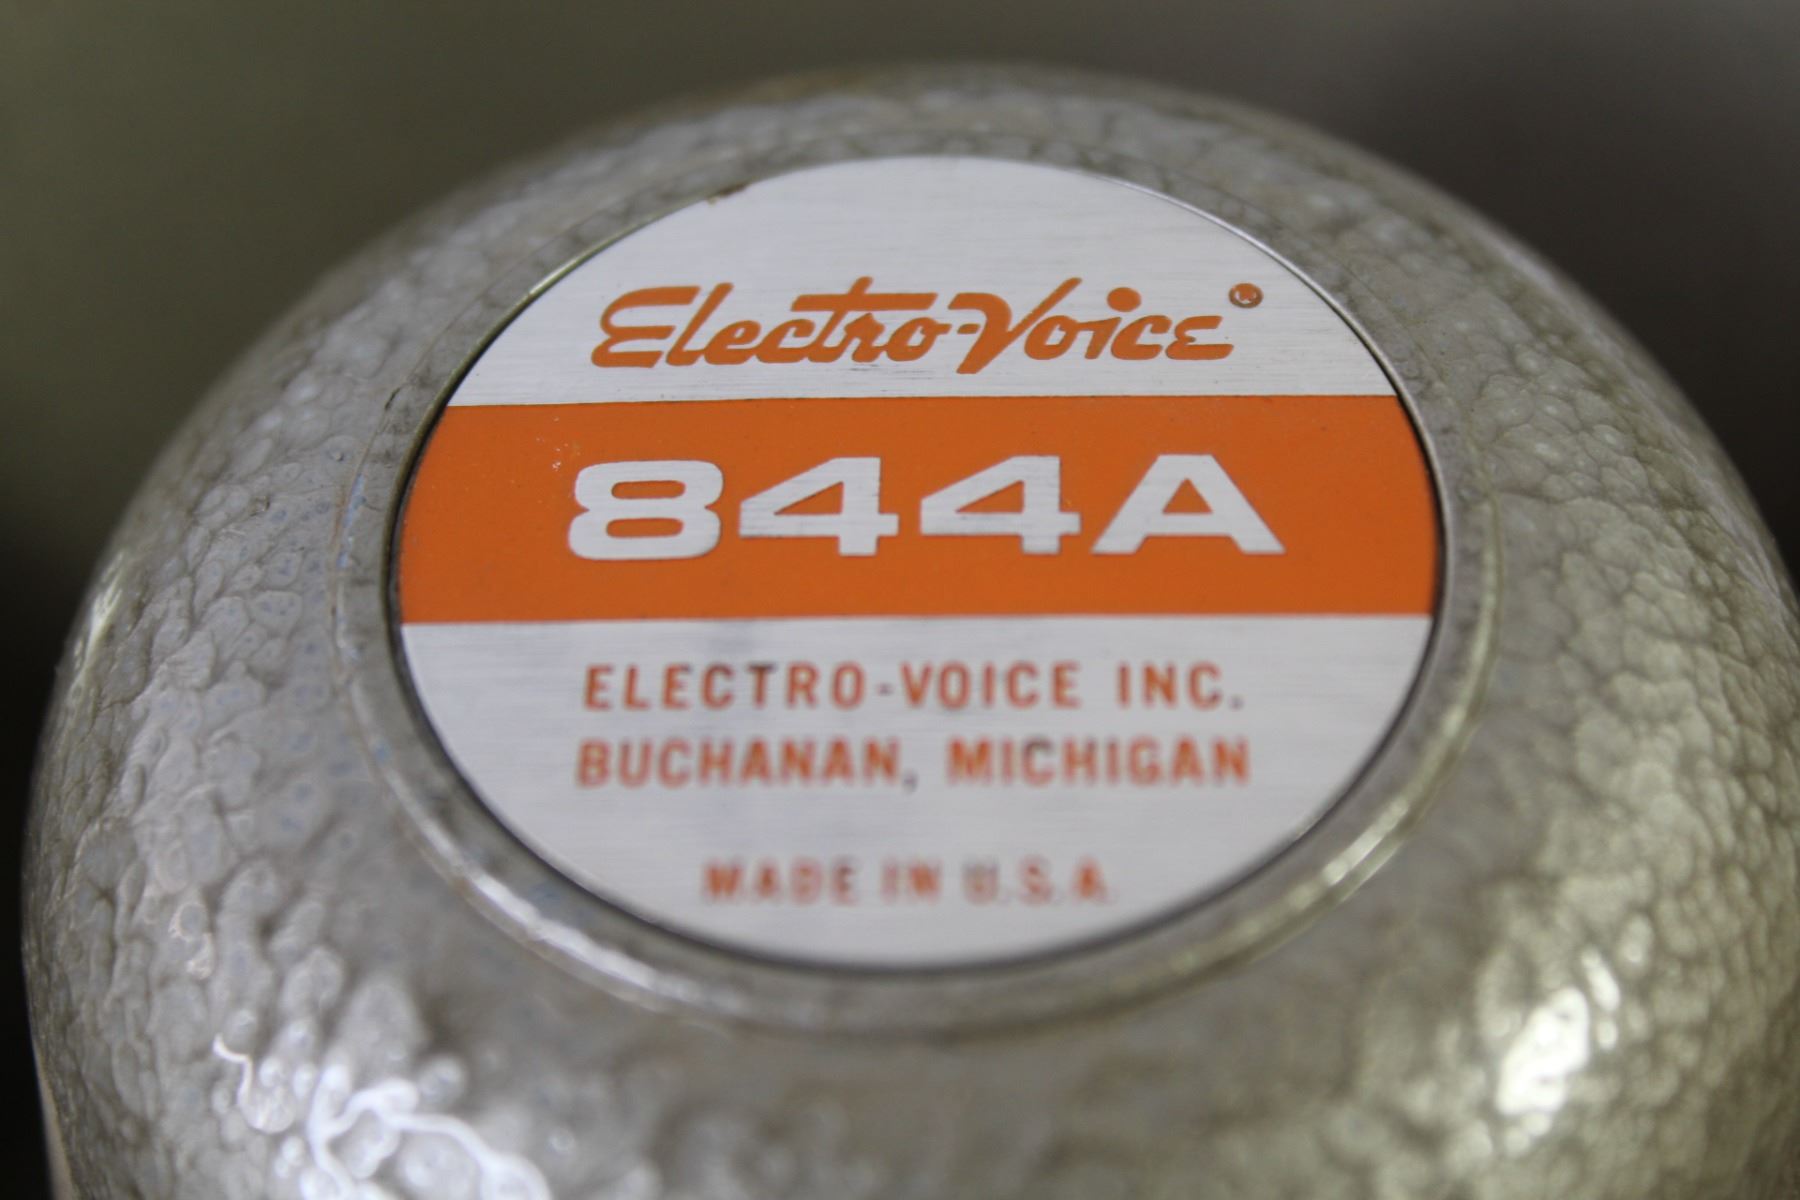 Electro-Voice®
844A
ELECTRO-VOICE INC.
BUCHANAN, MICHIGAN
MADE IN U.S.A.